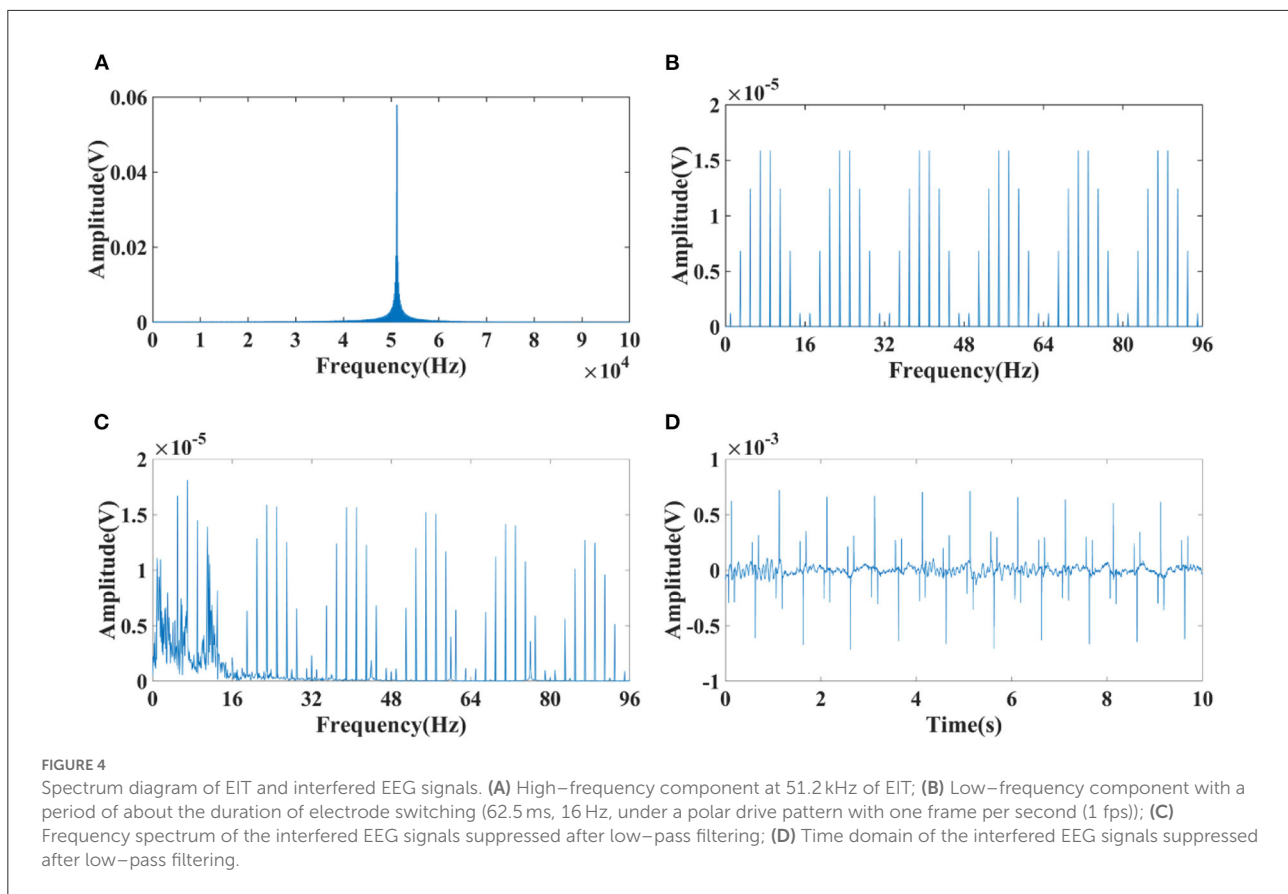 A
0.06
0.04
0.02
0
Amplitude(V)
0 1 2 3 4 5 6 7 8 9 10
Frequency(Hz)
×10⁴
B
×10⁻⁵
2
1.5
1
0.5
0
Amplitude(V)
0 16 32 48 64 80 96
Frequency(Hz)
C
×10⁻⁵
2
1.5
1
0.5
0
Amplitude(V)
0 16 32 48 64 80 96
Frequency(Hz)
D
×10⁻³
1
0.5
0
-0.5
-1
Amplitude(V)
0 2 4 6 8 10
Time(s)
FIGURE 4
Spectrum diagram of EIT and interfered EEG signals. (A) High–frequency component at 51.2 kHz of EIT; (B) Low–frequency component with a
period of about the duration of electrode switching (62.5 ms, 16 Hz, under a polar drive pattern with one frame per second (1 fps)); (C)
Frequency spectrum of the interfered EEG signals suppressed after low–pass filtering; (D) Time domain of the interfered EEG signals suppressed
after low–pass filtering.